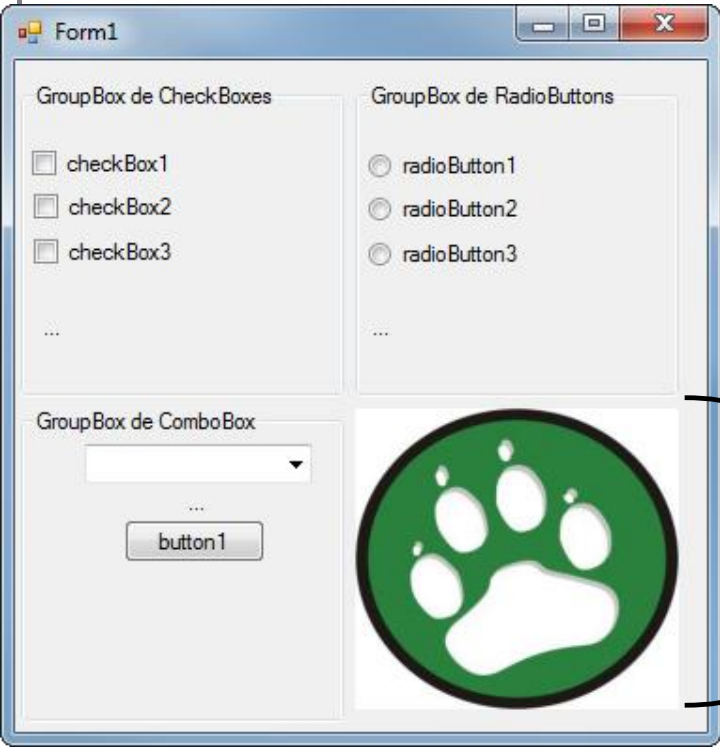 Form1
GroupBox de CheckBoxes
checkBox1
checkBox2
checkBox3
...
GroupBox de RadioButtons
radioButton1
radioButton2
radioButton3
...
GroupBox de ComboBox
...
button1